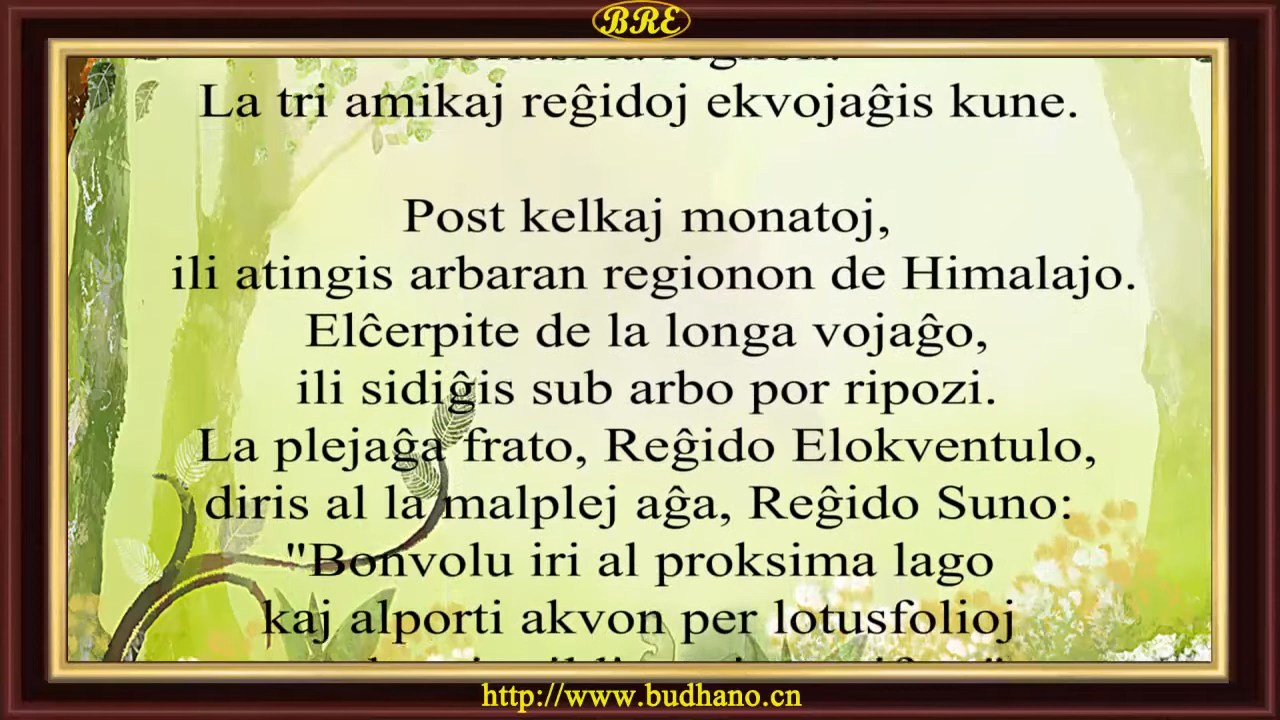 BRE
La tri amikaj reĝidoj ekvojaĝis kune.
Post kelkaj monatoj,
ili atingis arbaran regionon de Himalajo.
Elĉerpite de la longa vojaĝo,
ili sidiĝis sub arbo por ripozi.
La plejaĝa frato, Reĝido Elokventulo,
diris al la malplej aĝa, Reĝido Suno:
"Bonvolu iri al proksima lago
kaj alporti akvon per lotusfolioj
http://www.budhano.cn